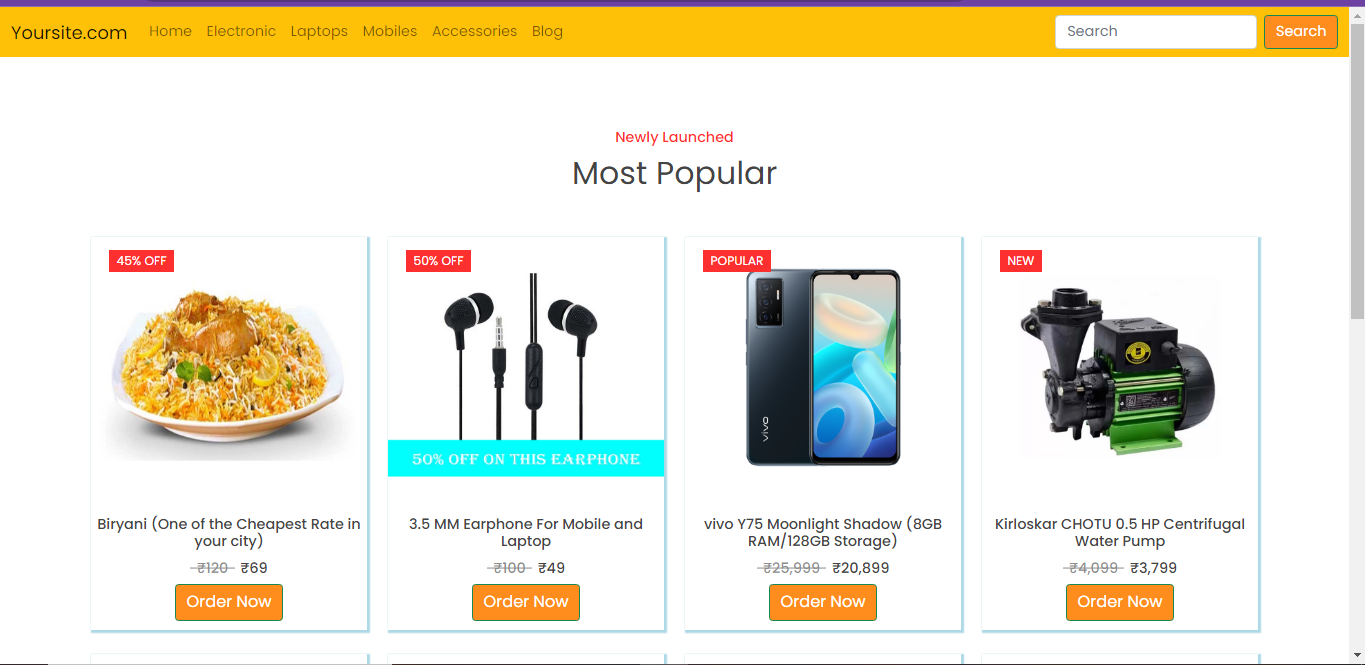 Yoursite.com Home Electronic Laptops Mobiles Accessories Blog Search Search
Newly Launched
Most Popular
45% OFF
Biryani (One of the Cheapest Rate in
your city)
₹120 ₹69
Order Now
50% OFF
50% OFF ON THIS EARPHONE
3.5 MM Earphone For Mobile and
Laptop
₹100 ₹49
Order Now
POPULAR
vivo
vivo Y75 Moonlight Shadow (8GB
RAM/128GB Storage)
₹25,999 ₹20,899
Order Now
NEW
Kirloskar CHOTU 0.5 HP Centrifugal
Water Pump
₹4,099 ₹3,799
Order Now